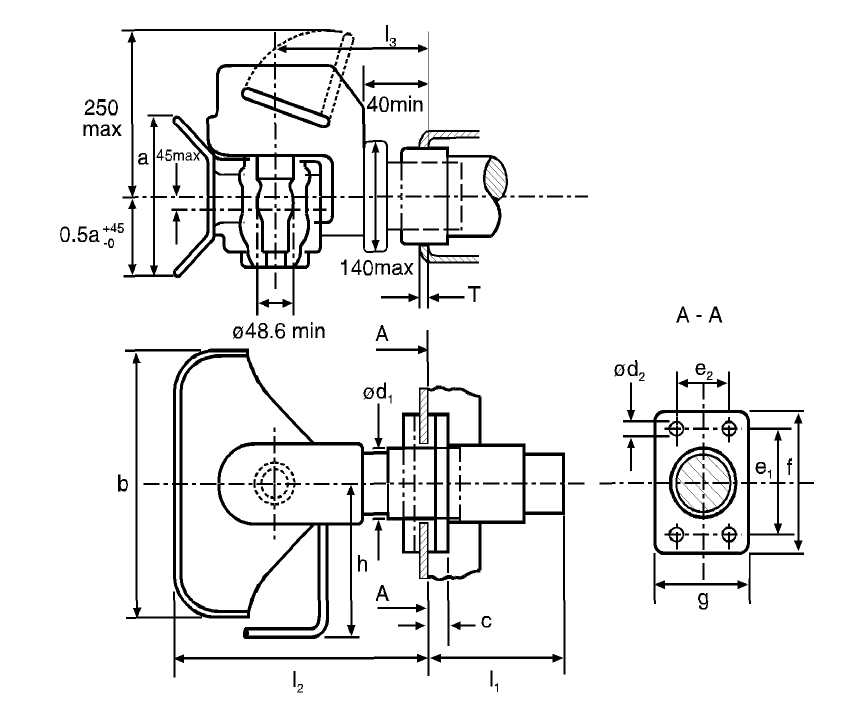 l₃
250
max
40min
a
45max
0.5a +45 -0
140max
T
ø48.6 min
A
A - A
ød₁
ød₂
e₂
b
e₁
f
h
A
c
g
l₂
l₁